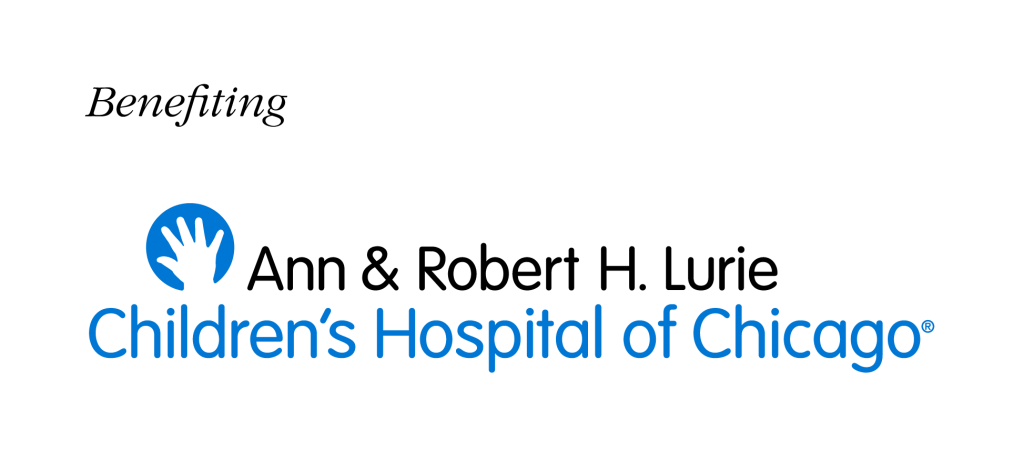 Benefiting
Ann & Robert H. Lurie
Children's Hospital of Chicago®